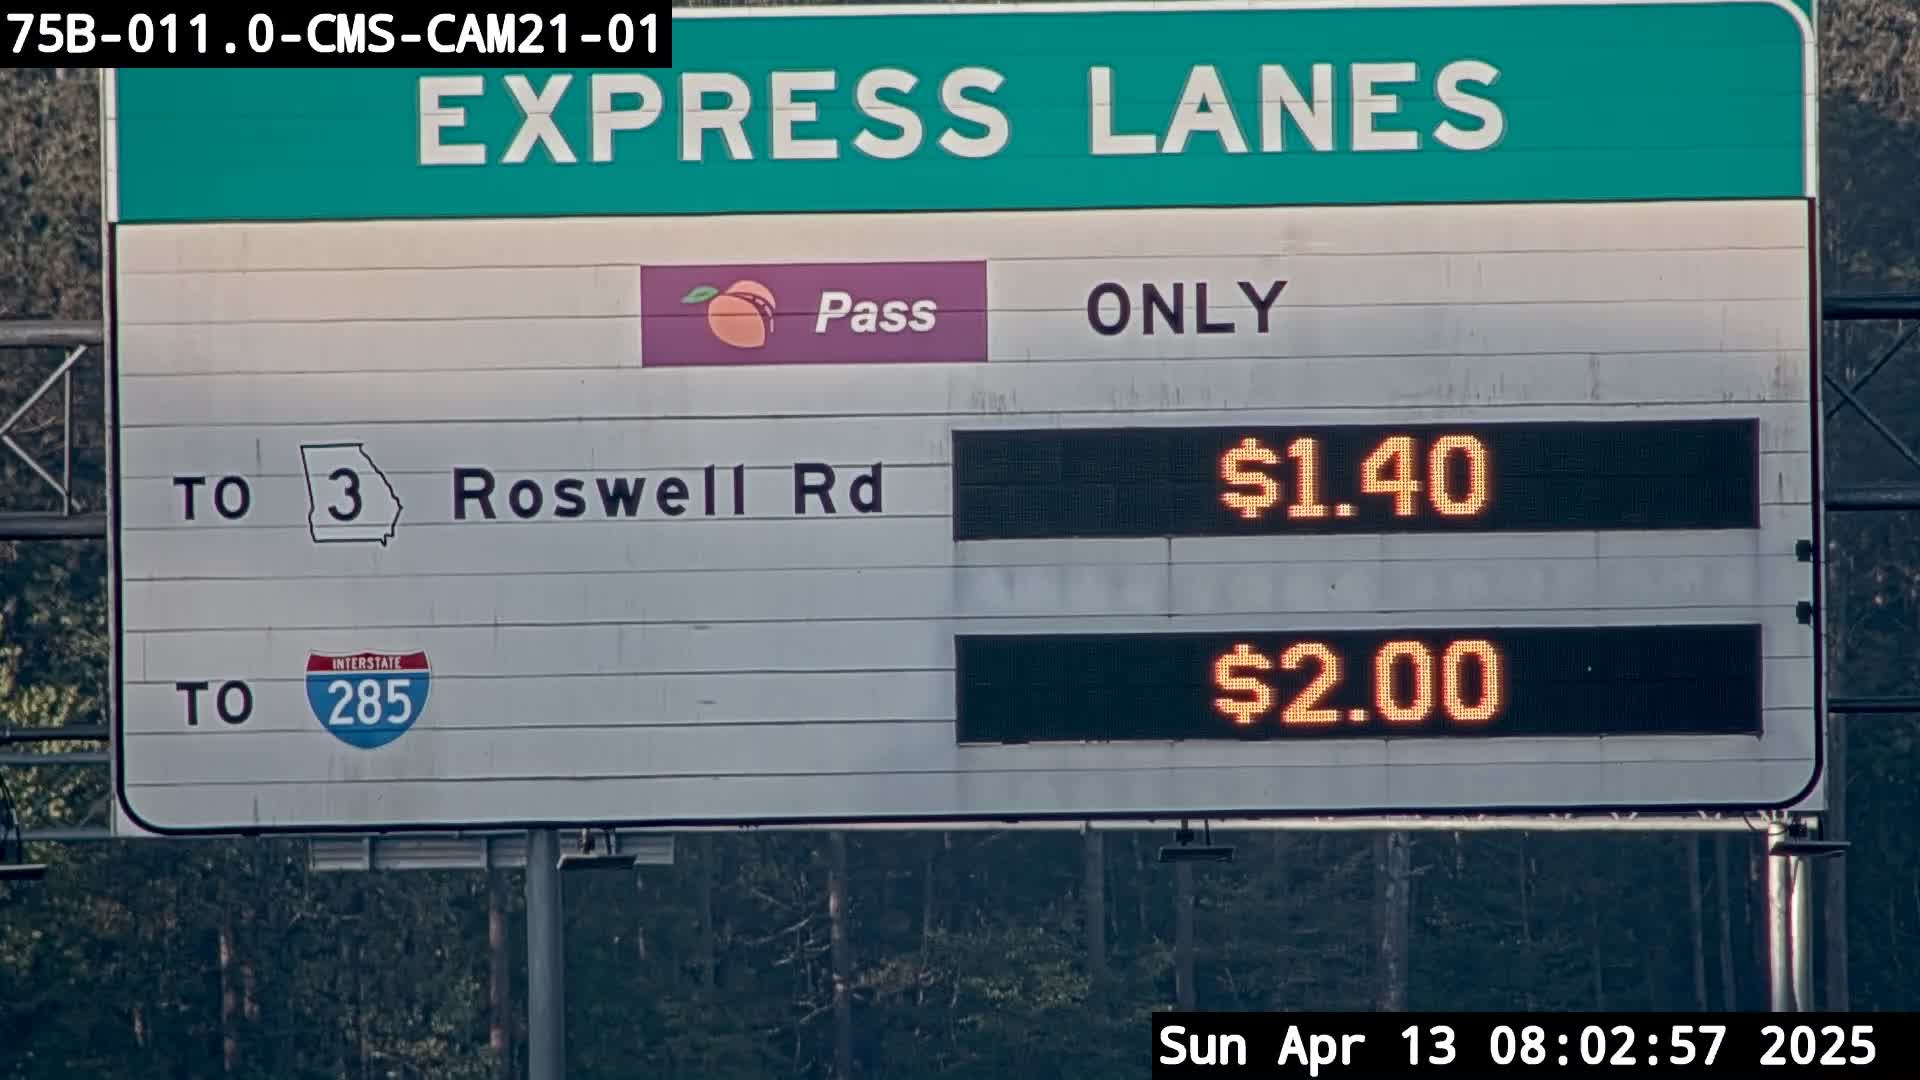 75B-011.0-CMS-CAM21-01
EXPRESS LANES
Pass ONLY
TO 3 Roswell Rd $1.40
INTERSTATE
TO 285 $2.00
Sun Apr 13 08:02:57 2025